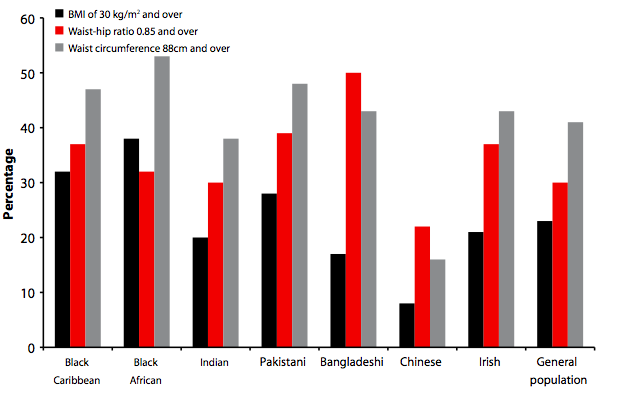 BMI of 30 kg/m² and over
Waist-hip ratio 0.85 and over
Waist circumference 88cm and over
Percentage
60
50
40
30
20
10
0
Black Caribbean
Black African
Indian
Pakistani
Bangladeshi
Chinese
Irish
General population